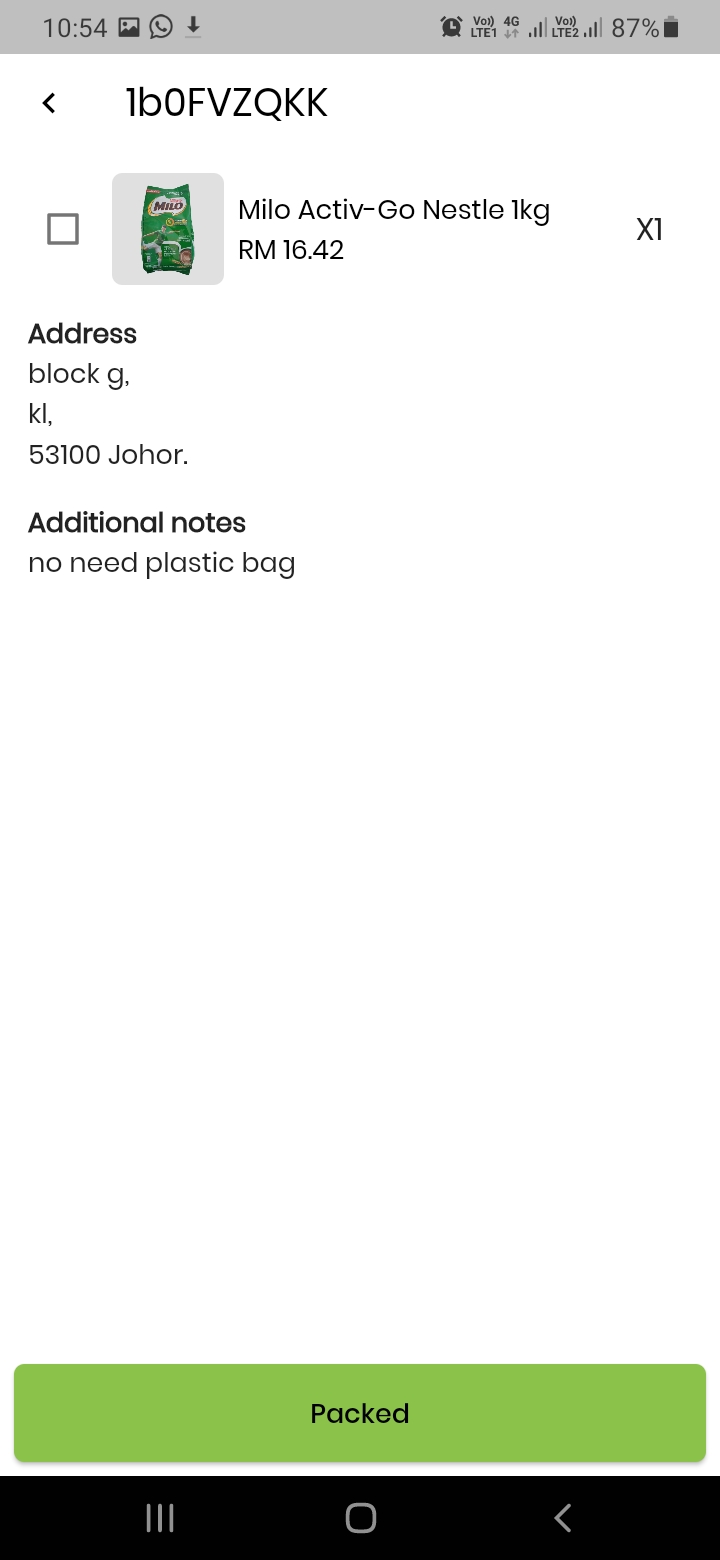 10:54 Vo)) LTE1 4G Vo)) LTE2 87%
1b0FVZQKK
MILO
Milo Activ-Go Nestle 1kg
RM 16.42
X1
Address
block g,
kl,
53100 Johor.
Additional notes
no need plastic bag
Packed